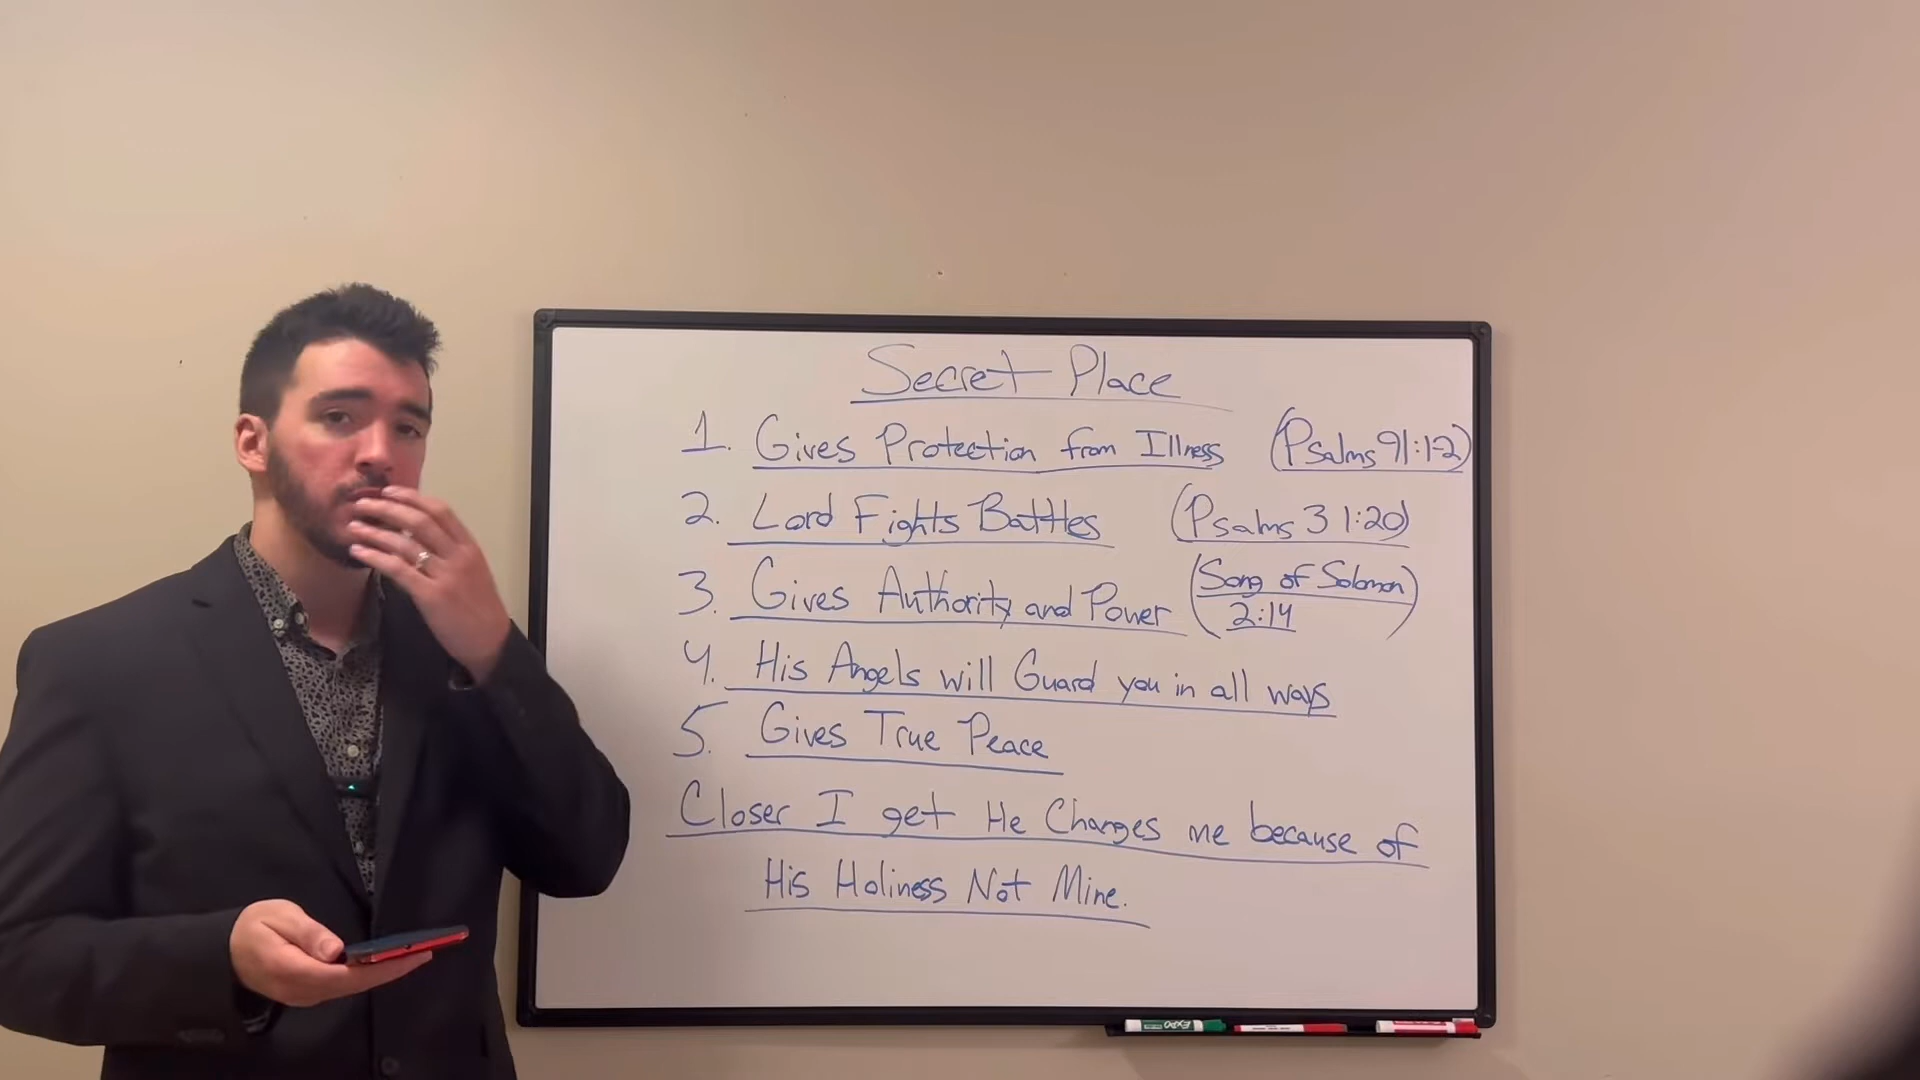 Secret Place
1. Gives Protection from Illness (Psalms 91:1-2)
2. Lord Fights Battles (Psalms 31:20)
3. Gives Authority and Power (Song of Solomon
2:14)
4. His Angels will Guard you in all ways
5. Gives True Peace
Closer I get He Changes me because of
His Holiness Not Mine.
EXPO